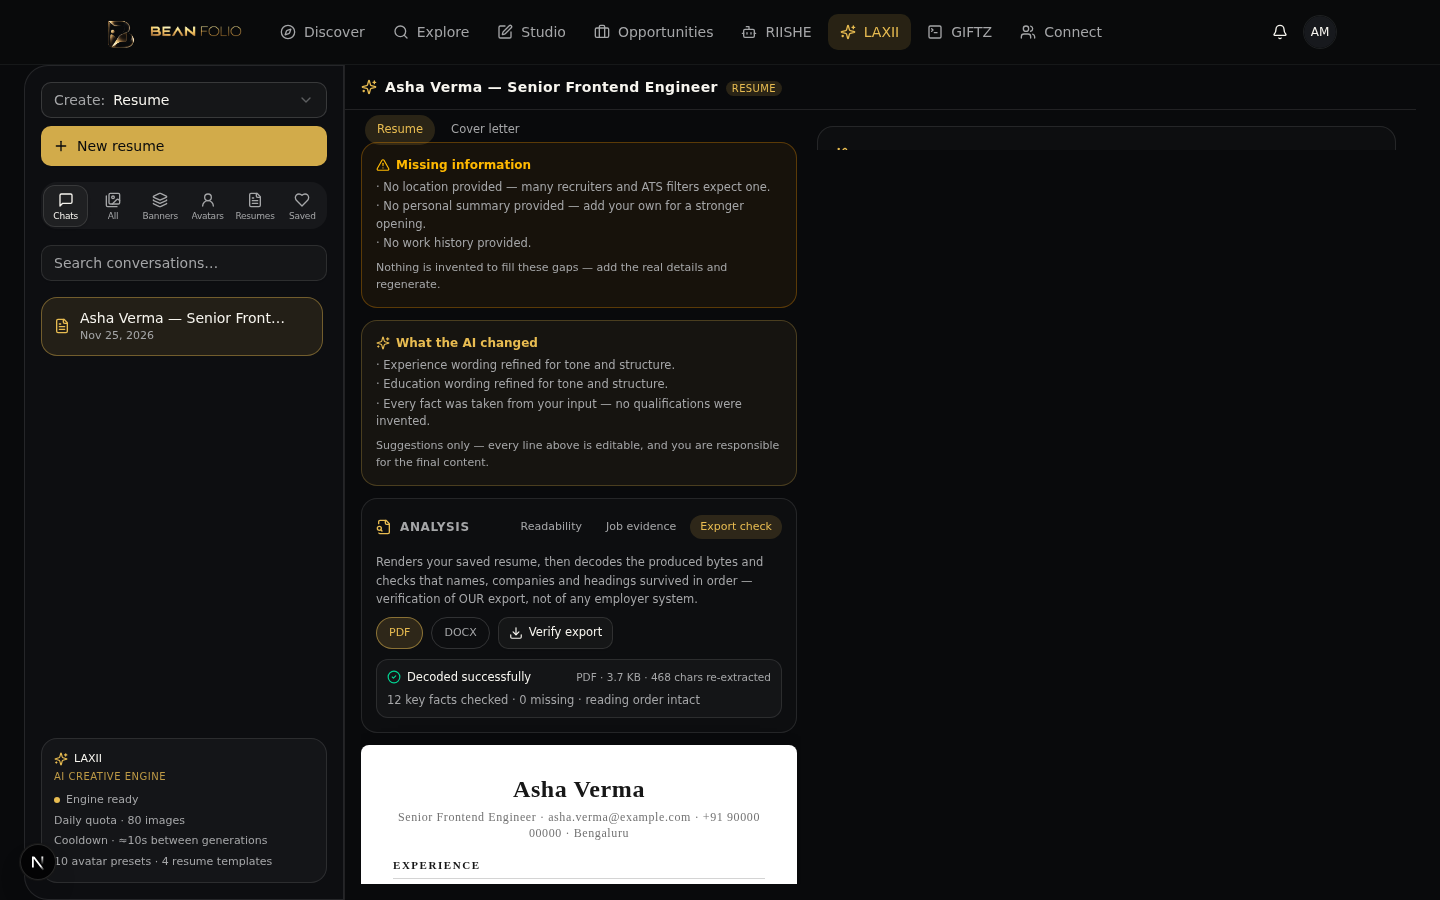 BEAN FOLIO
Discover
Explore
Studio
Opportunities
RIISHE
LAXII
GIFTZ
Connect
AM
Create: Resume
New resume
Chats
All
Banners
Avatars
Resumes
Saved
Search conversations...
Asha Verma — Senior Front...
Nov 25, 2026
LAXII
AI CREATIVE ENGINE
Engine ready
Daily quota · 80 images
Cooldown · ≈10s between generations
10 avatar presets · 4 resume templates
N
Asha Verma — Senior Frontend Engineer RESUME
Resume
Cover letter
Missing information
· No location provided — many recruiters and ATS filters expect one.
· No personal summary provided — add your own for a stronger
opening.
· No work history provided.
Nothing is invented to fill these gaps — add the real details and
regenerate.
What the AI changed
· Experience wording refined for tone and structure.
· Education wording refined for tone and structure.
· Every fact was taken from your input — no qualifications were
invented.
Suggestions only — every line above is editable, and you are responsible
for the final content.
ANALYSIS
Readability
Job evidence
Export check
Renders your saved resume, then decodes the produced bytes and
checks that names, companies and headings survived in order —
verification of OUR export, not of any employer system.
PDF
DOCX
Verify export
Decoded successfully
PDF · 3.7 KB · 468 chars re-extracted
12 key facts checked · 0 missing · reading order intact
Asha Verma
Senior Frontend Engineer · asha.verma@example.com · +91 90000
00000 · Bengaluru
EXPERIENCE